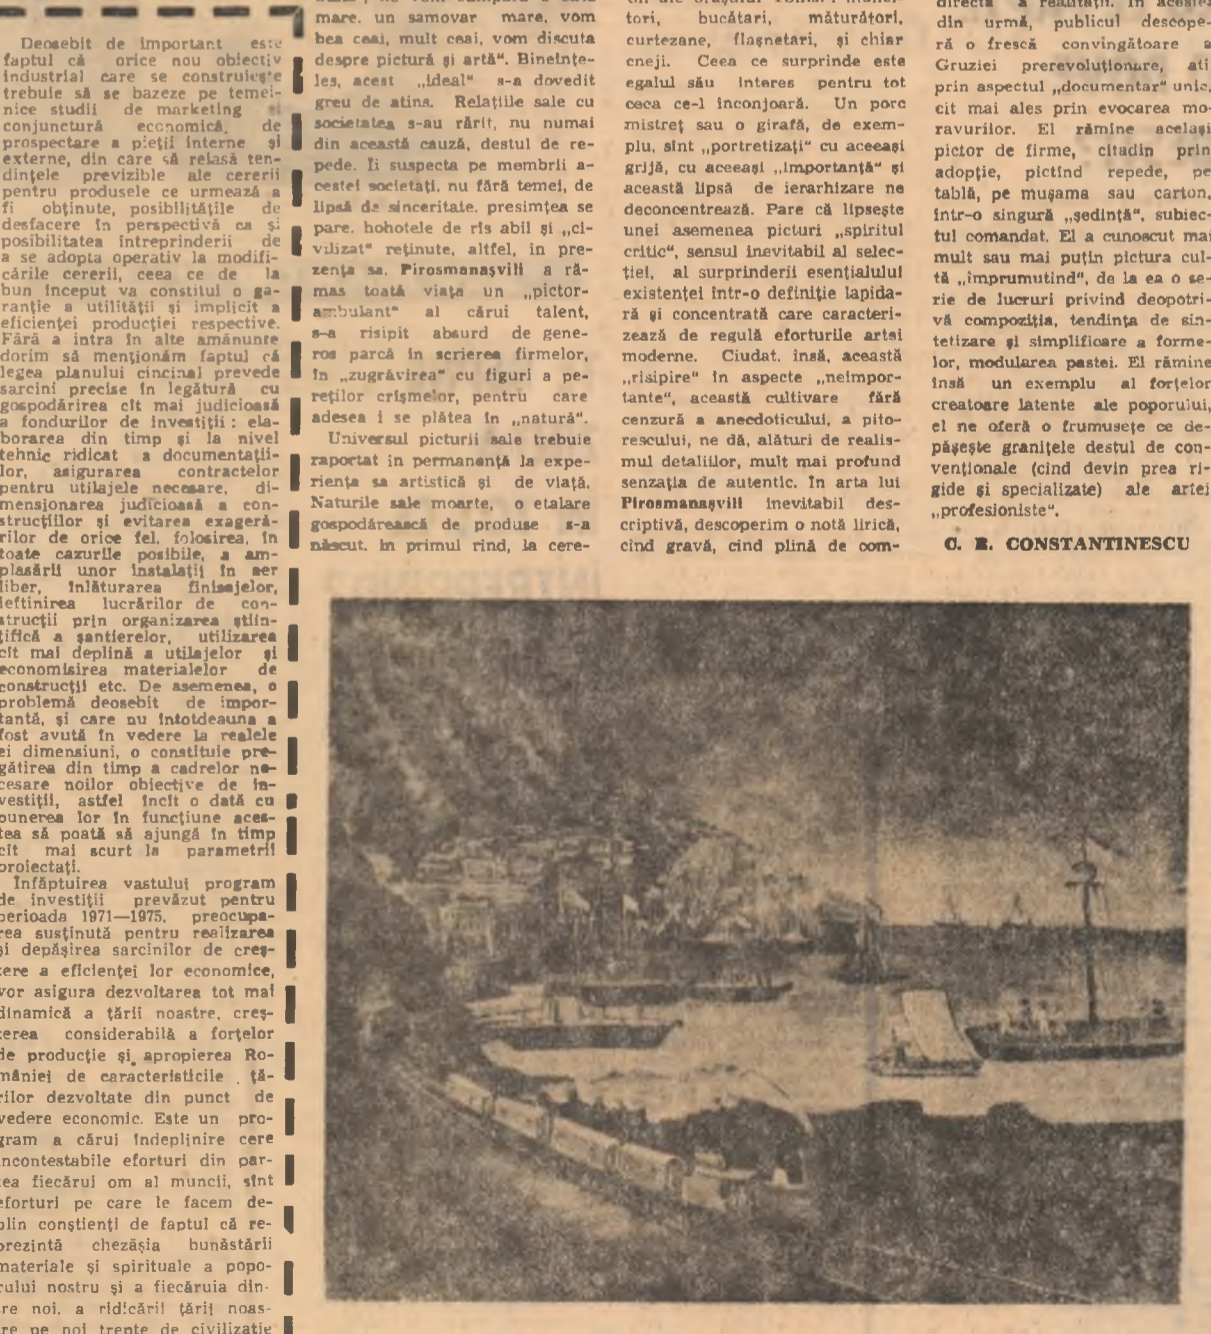 Deosebit de important este
faptul că orice nou obiectiv
industrial care se construiește
trebuie să se bazeze pe temei-
nice studii de marketing și
conjunctură economică, de
prospectare a pieții interne și
externe, din care să reiasă ten-
dințele previzibile ale cererii
pentru produsele ce urmează a
fi obținute, posibilitățile de
desfacere în perspectivă ca și
posibilitatea întreprinderii de
a se adopta operativ la modifi-
cările cererii, ceea ce de la
bun început va constitui o ga-
ranție a utilității și implicit a
eficienței producției respective.
Fără a intra în alte amănunte
dorim să menționăm faptul că
legea planului cincinal prevede
sarcini precise în legătură cu
gospodărirea cît mai judicioasă
a fondurilor de investiții : ela-
borarea din timp și la nivel
tehnic ridicat a documentații-
lor, asigurarea contractelor
pentru utilajele necesare, di-
mensionarea judicioasă a con-
strucțiilor și evitarea exageră-
rilor de orice fel, folosirea, în
toate cazurile posibile, a am-
plasării unor instalații în aer
liber, înlăturarea finisajelor,
ieftinirea lucrărilor de con-
strucții prin organizarea știin-
țifică a șantierelor, utilizarea
cît mai deplină a utilajelor și
economisirea materialelor de
construcții etc. De asemenea, o
problemă deosebit de impor-
tantă, și care nu întotdeauna a
fost avută în vedere la realele
ei dimensiuni, o constituie pre-
gătirea din timp a cadrelor ne-
cesare noilor obiective de in-
vestiții, astfel încît o dată cu
punerea lor în funcțiune aces-
tea să poată să ajungă în timp
cît mai scurt la parametrii
proiectați.
Înfăptuirea vastului program
de investiții prevăzut pentru
perioada 1971—1975, preocupa-
rea susținută pentru realizarea
și depășirea sarcinilor de creș-
tere a eficienței lor economice,
vor asigura dezvoltarea tot mai
dinamică a țării noastre, creș-
terea considerabilă a forțelor
de producție și apropierea Ro-
mâniei de caracteristicile ță-
rilor dezvoltate din punct de
vedere economic. Este un pro-
gram a cărui îndeplinire cere
incontestabile eforturi din par-
tea fiecărui om al muncii, sînt
eforturi pe care le facem de-
plin conștienți de faptul că re-
prezintă chezășia bunăstării
materiale și spirituale a popo-
rului nostru și a fiecăruia din-
tre noi, a ridicării țării noas-
tre pe noi trepte de civilizație
mare, un samovar mare, vom
bea ceai, mult ceai, vom discuta
despre pictură și artă“. Bineînțe-
les, acest „ideal“ s-a dovedit
greu de atins. Relațiile sale cu
societatea s-au rărit, nu numai
din această cauză, destul de re-
pede. Îi suspecta pe membrii a-
cestei societăți, nu fără temei, de
lipsă de sinceritate, presimțea se
pare, hohotele de rîs abil și „ci-
vilizat“ reținute, altfel, în pre-
zența sa. Pirosmanașvili a ră-
mas toată viața un „pictor-
ambulant“ al cărui talent,
s-a risipit absurd de gene-
ros parcă în scrierea firmelor,
în „zugrăvirea“ cu figuri a pe-
reților crîșmelor, pentru care
adesea i se plătea în „natură“.
Universul picturii sale trebuie
raportat în permanență la expe-
riența sa artistică și de viață.
Naturile sale moarte, o etalare
gospodărească de produse s-a
născut, în primul rînd, la cere-
tori, bucătari, măturători,
curtezane, flașnetari, și chiar
cneji. Ceea ce surprinde este
egalul său interes pentru tot
ceea ce-l înconjoară. Un porc
mistreț sau o girafă, de exem-
plu, sînt „portretizați“ cu aceeași
grijă, cu aceeași „importanță“ și
această lipsă de ierarhizare ne
deconcentrează. Pare că lipsește
unei asemenea picturi „spiritul
critic“, sensul inevitabil al selec-
ției, al surprinderii esențialului
existenței într-o definiție lapida-
ră și concentrată care caracteri-
zează de regulă eforturile artei
moderne. Ciudat, însă, această
„risipire“ în aspecte „neimpor-
tante“, această cultivare fără
cenzură a anecdoticului, a pito-
rescului, ne dă, alături de realis-
mul detaliilor, mult mai profund
senzația de autentic. În arta lui
Pirosmanașvili inevitabil des-
criptivă, descoperim o notă lirică,
cînd gravă, cînd plină de com-
directă a realității. În acestea
din urmă, publicul descope-
ră o frescă convingătoare a
Gruziei prerevoluționare, atî
prin aspectul „documentar“ unic,
cît mai ales prin evocarea mo-
ravurilor. El rămîne același
pictor de firme, citadin prin
adopție, pictînd repede, pe
tablă, pe mușama sau carton,
într-o singură „ședință“, subiec-
tul comandat. El a cunoscut mai
mult sau mai puțin pictura cul-
tă „împrumutînd“, de la ea o se-
rie de lucruri privind deopotri-
vă compoziția, tendința de sin-
tetizare și simplificare a forme-
lor, modularea pastei. El rămîne
însă un exemplu al forțelor
creatoare latente ale poporului,
el ne oferă o frumusețe ce de-
pășește granițele destul de con-
venționale (cînd devin prea ri-
gide și specializate) ale artei
„profesioniste“.
C. R. CONSTANTINESCU